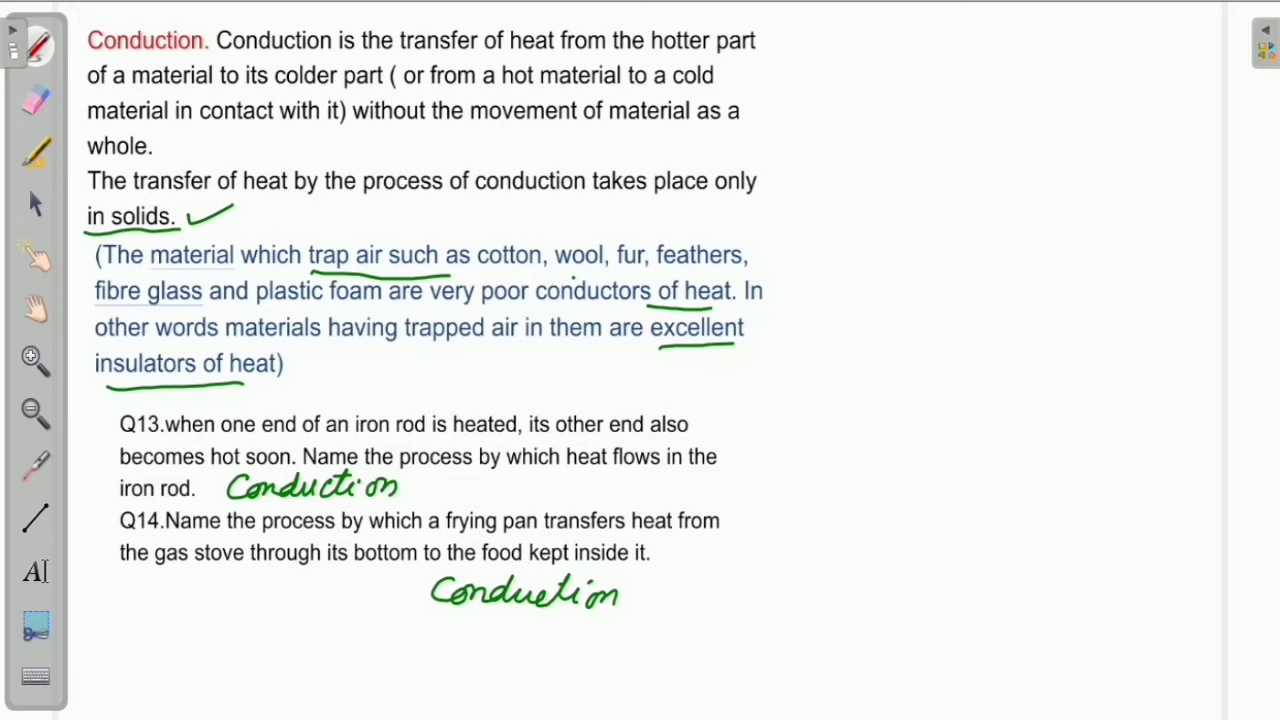 Conduction. Conduction is the transfer of heat from the hotter part
of a material to its colder part ( or from a hot material to a cold
material in contact with it) without the movement of material as a
whole.
The transfer of heat by the process of conduction takes place only
in solids.
(The material which trap air such as cotton, wool, fur, feathers,
fibre glass and plastic foam are very poor conductors of heat. In
other words materials having trapped air in them are excellent
insulators of heat)
Q13.when one end of an iron rod is heated, its other end also
becomes hot soon. Name the process by which heat flows in the
iron rod. Conduction
Q14.Name the process by which a frying pan transfers heat from
the gas stove through its bottom to the food kept inside it.
Conduction